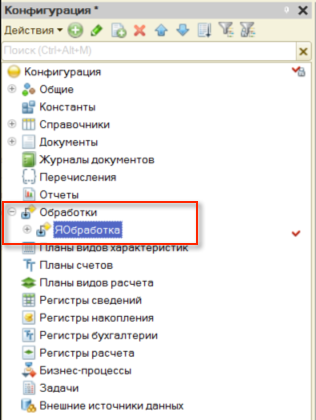 Конфигурация *
Действия
Поиск (Ctrl+Alt+M)
Конфигурация
Общие
Константы
Справочники
Документы
Журналы документов
Перечисления
Отчеты
Обработки
ЯОбработка
Планы видов характеристик
Планы счетов
Планы видов расчета
Регистры сведений
Регистры накопления
Регистры бухгалтерии
Регистры расчета
Бизнес-процессы
Задачи
Внешние источники данных